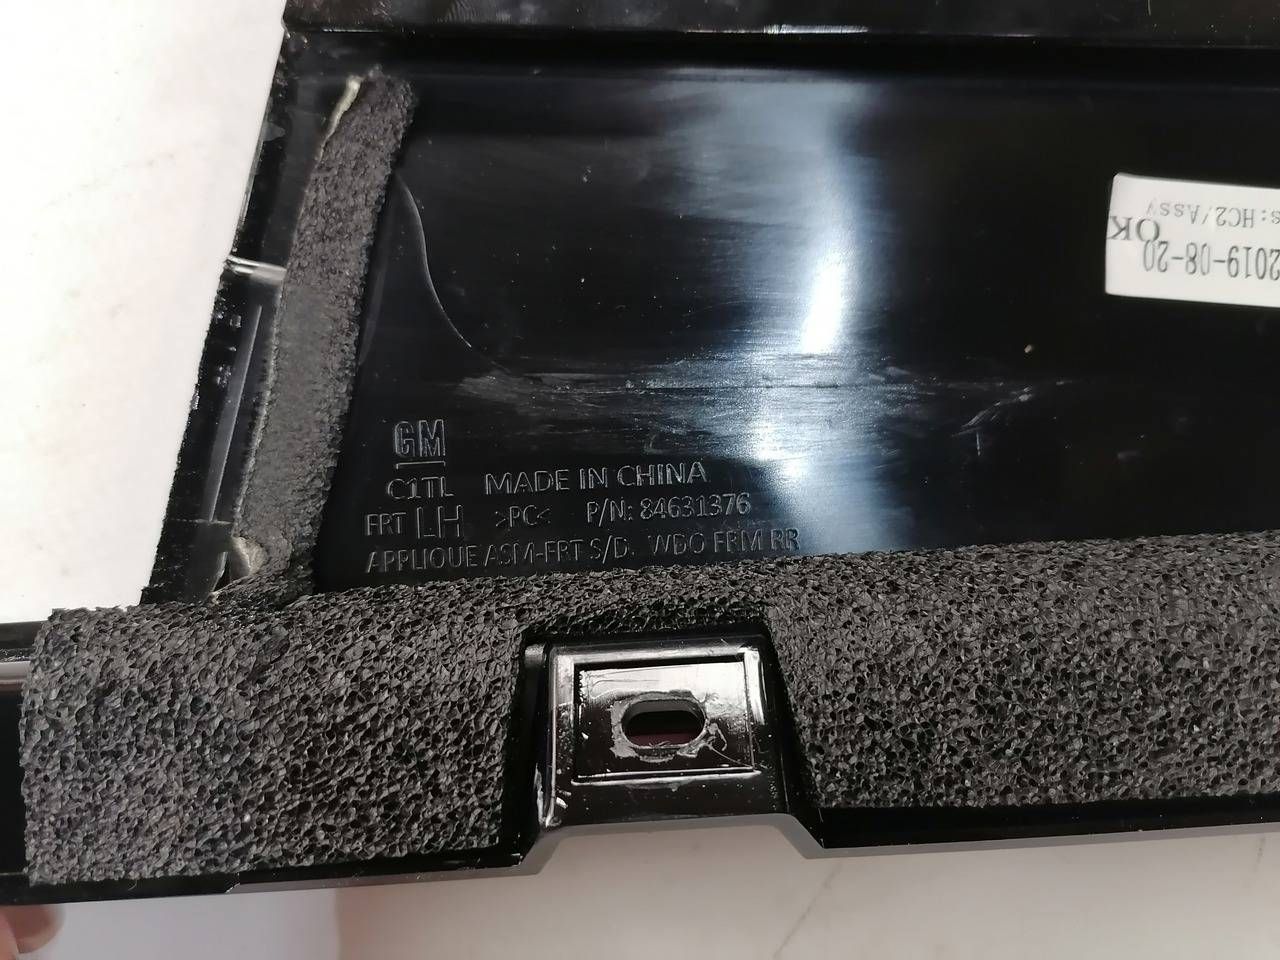 GM
C1TL MADE IN CHINA
FRT LH >PC< P/N: 84631376
APPLIQUE ASM-FRT S/D. WDO FRM RR
2019-08-20
OK
s:HC2/Assy